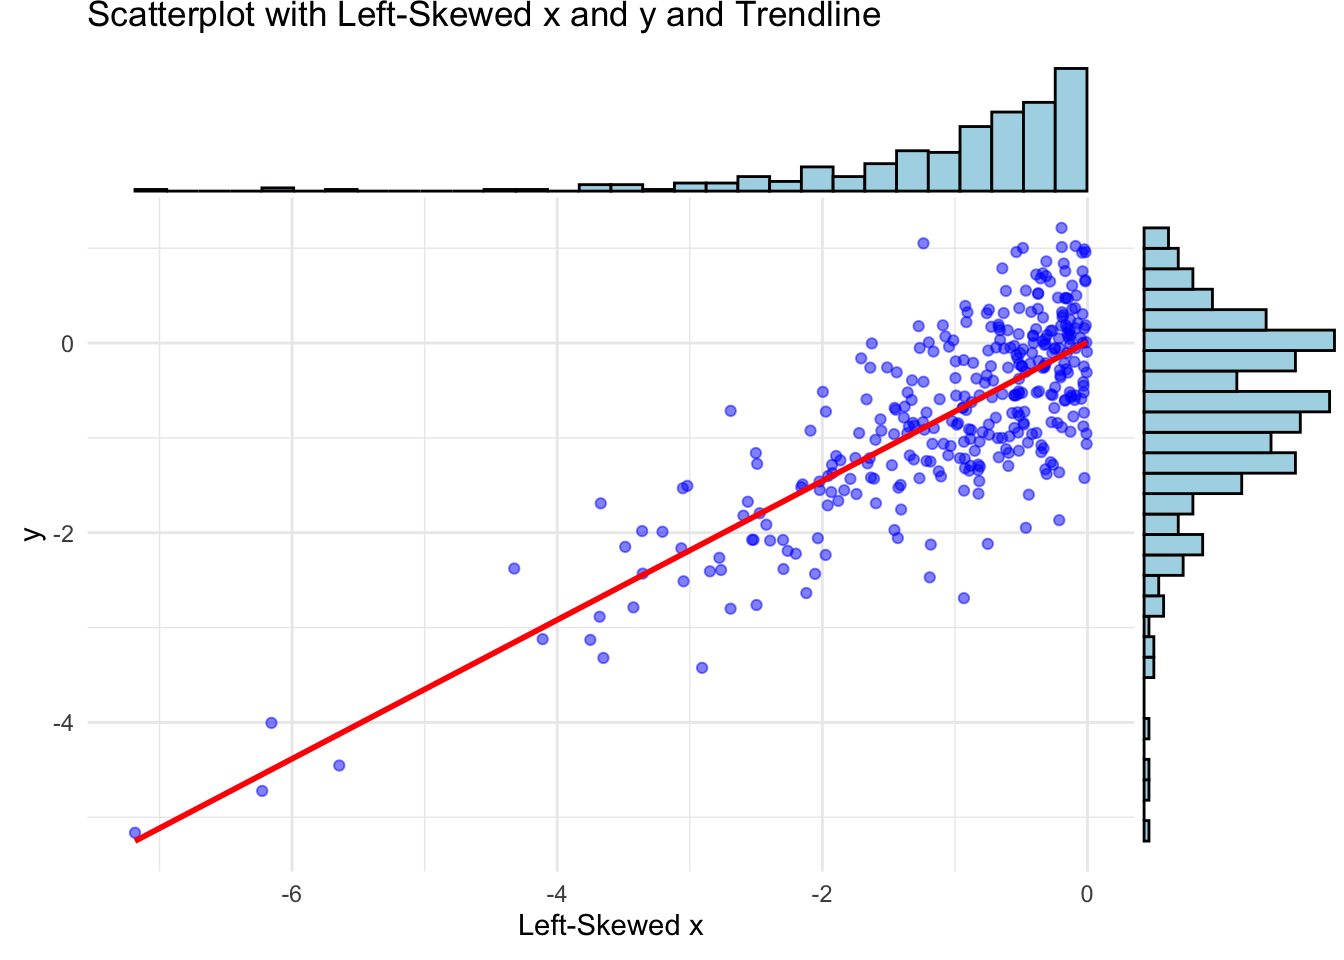 Scatterplot with Left-Skewed x and y and Trendline
y
0
-2
-4
-6
-4
-2
0
Left-Skewed x